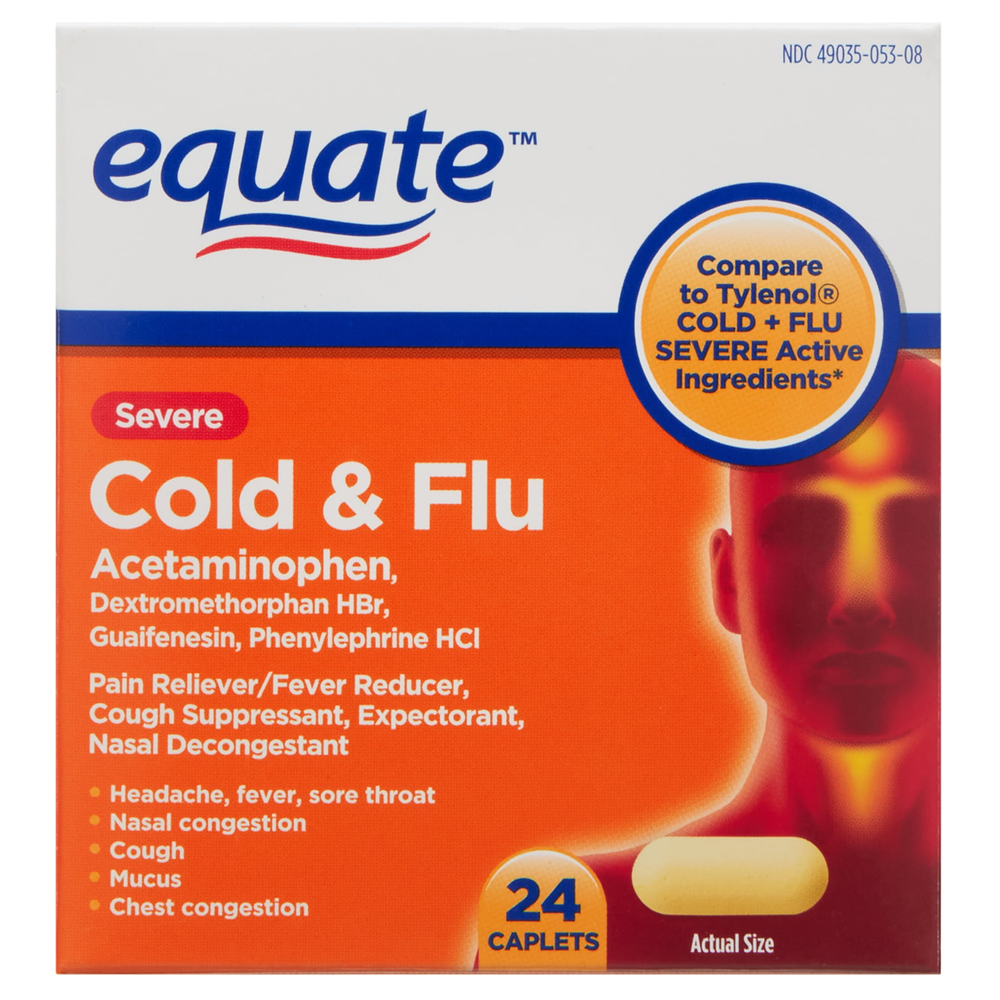 NDC 49035-053-08
equate™
Compare
to Tylenol®
COLD + FLU
SEVERE Active
Ingredients*
Severe
Cold & Flu
Acetaminophen,
Dextromethorphan HBr,
Guaifenesin, Phenylephrine HCl
Pain Reliever/Fever Reducer,
Cough Suppressant, Expectorant,
Nasal Decongestant
• Headache, fever, sore throat
• Nasal congestion
• Cough
• Mucus
• Chest congestion
24
CAPLETS
Actual Size